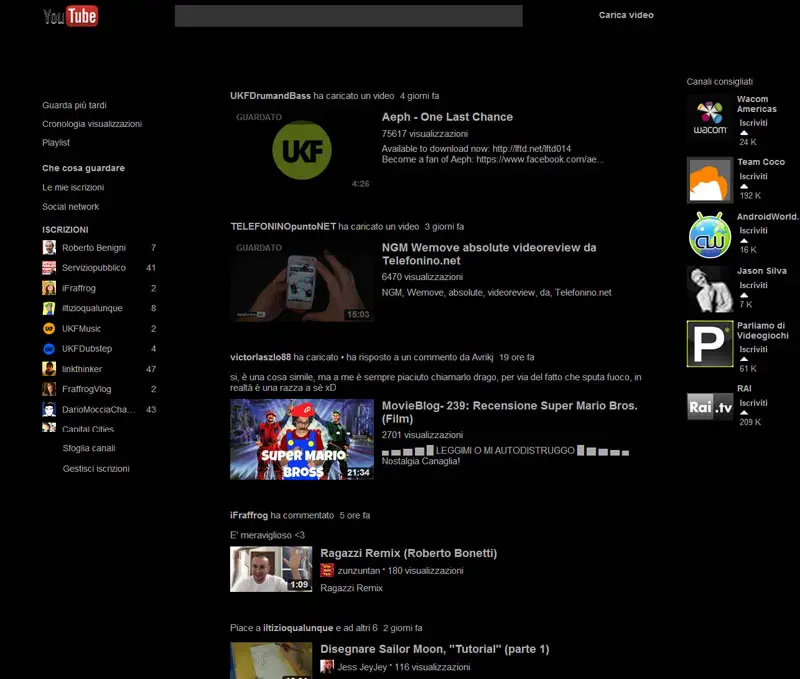 YouTube
Carica video
Guarda più tardi
Cronologia visualizzazioni
Playlist
Che cosa guardare
Le mie iscrizioni
Social network
ISCRIZIONI
Roberto Benigni 7
Serviziopubblico 41
iFraffrog 2
iltizioqualunque 8
UKFMusic 2
UKFDubstep 4
linkthinker 47
FraffrogVlog 2
DarioMocciaCha... 43
Capital Cities
Sfoglia canali
Gestisci iscrizioni
UKFDrumandBass ha caricato un video 4 giorni fa
GUARDATO
UKF
4:26
Aeph - One Last Chance
75617 visualizzazioni
Available to download now: http://lftd.net/lftd014
Become a fan of Aeph: https://www.facebook.com/ae...
TELEFONINOpuntoNET ha caricato un video 3 giorni fa
GUARDATO
15:03
NGM Wemove absolute videoreview da
Telefonino.net
6470 visualizzazioni
NGM, Wemove, absolute, videoreview, da, Telefonino.net
victorlaszlo88 ha caricato • ha risposto a un commento da Avrikj 19 ore fa
si, è una cosa simile, ma a me è sempre piaciuto chiamarlo drago, per via del fatto che sputa fuoco, in
realtà è una razza a sè xD
SUPER MARIO
BROSS
21:34
MovieBlog- 239: Recensione Super Mario Bros.
(Film)
2701 visualizzazioni
LEGGIMI O MI AUTODISTRUGGO
Nostalgia Canaglia!
iFraffrog ha commentato 5 ore fa
E' meraviglioso <3
1:09
Ragazzi Remix (Roberto Bonetti)
zunzuntan • 180 visualizzazioni
Ragazzi Remix
Piace a iltizioqualunque e ad altri 6 2 giorni fa
Disegnare Sailor Moon, "Tutorial" (parte 1)
Jess JeyJey • 116 visualizzazioni
Canali consigliati
wacom
Wacom
Americas
Iscriviti
24 K
Team Coco
Iscriviti
192 K
AndroidWorld.
Iscriviti
16 K
Jason Silva
Iscriviti
7 K
P
Parliamo di
Videogiochi
Iscriviti
61 K
Rai.tv
RAI
Iscriviti
209 K